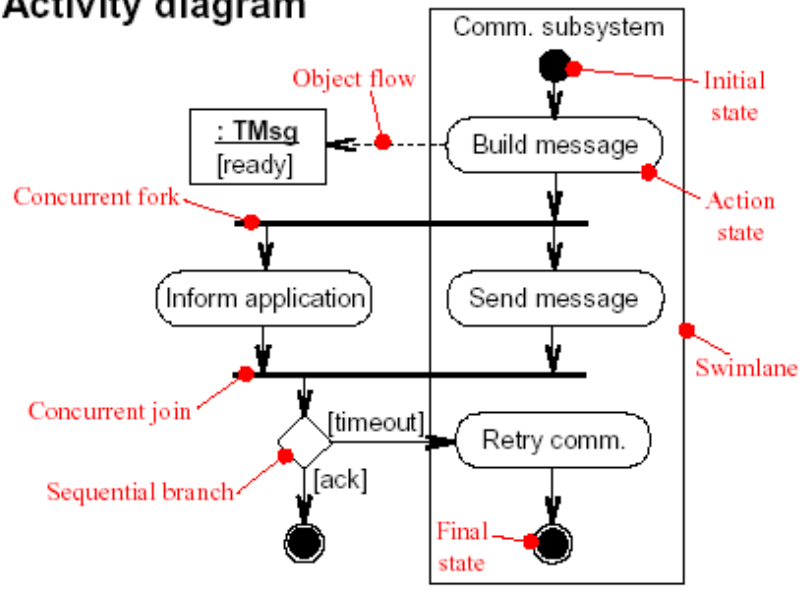 Activity diagram
Comm. subsystem
Object flow
Initial
state
: TMsg
[ready]
Build message
Concurrent fork
Action
state
Inform application
Send message
Swimlane
Concurrent join
[timeout]
Retry comm.
Sequential branch
[ack]
Final
state